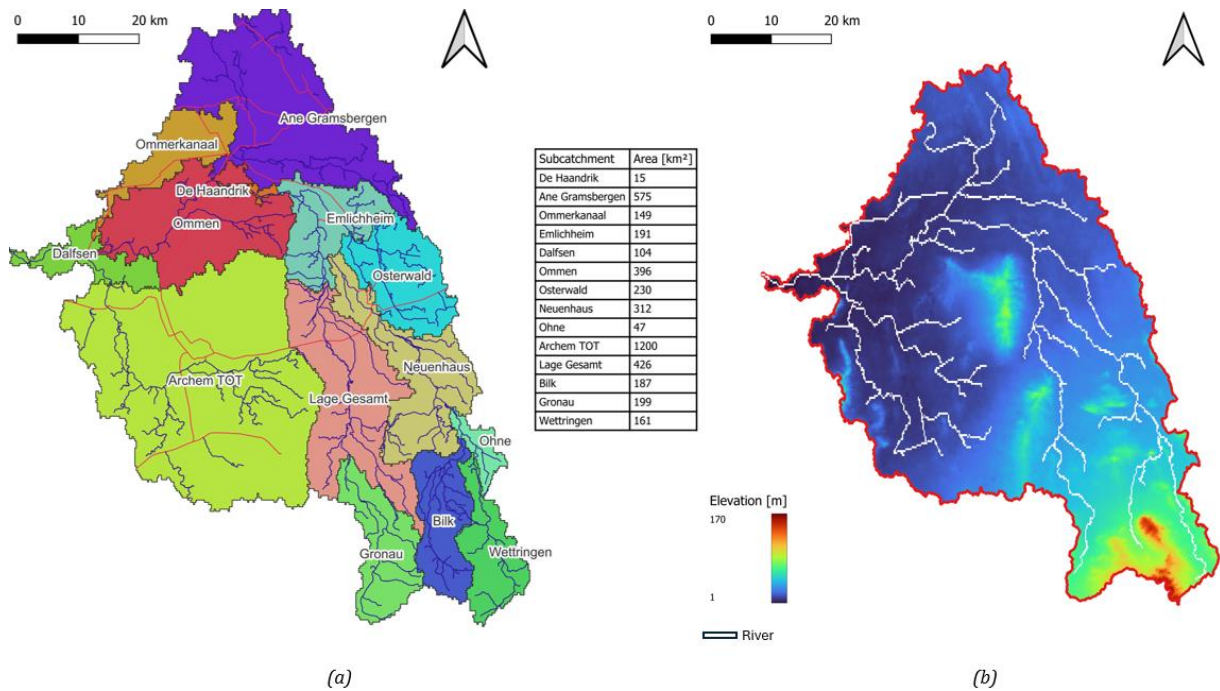 0 10 20 km
Ane Gramsbergen
Ommerkanaal
De Haandrik
Ommen
Emlichheim
Dalfsen
Osterwald
Neuenhaus
Archem TOT
Lage Gesamt
Ohne
Bilk
Gronau
Wettringen
Subcatchment Area [km²]
De Haandrik 15
Ane Gramsbergen 575
Ommerkanaal 149
Emlichheim 191
Dalfsen 104
Ommen 396
Osterwald 230
Neuenhaus 312
Ohne 47
Archem TOT 1200
Lage Gesamt 426
Bilk 187
Gronau 199
Wettringen 161
(a)
0 10 20 km
Elevation [m]
170
1
River
(b)